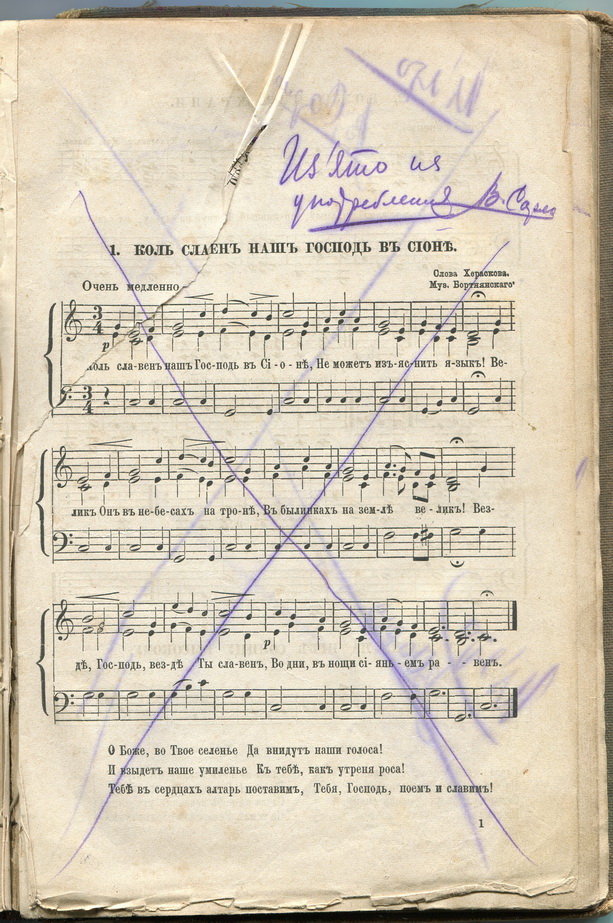 Из'ято из
употребления В. 
1. КОЛЬ СЛАВЕНЪ НАШЪ ГОСПОДЬ ВЪ СІОНѢ.
Слова Хераскова.
Очень медленно
Муз. Бортнянскаго
p
Коль сла-венъ нашъ Гос-подь въ Сі-о-нѣ, Не можетъ изъ-яс-нить я-зыкъ! Ве-
ликъ Онъ въ не-бе-сахъ на тро-нѣ, Въ былинкахъ на зем-лѣ ве-ликъ! Вез-
p
дѣ, Гос-подь, вез-дѣ Ты сла-венъ, Во дни, въ нощи сі-янь-емъ ра - - венъ.
О Боже, во Твое селенье Да внидутъ наши голоса!
И взыдетъ наше умиленье Къ тебѣ, какъ утреня роса!
Тебѣ въ сердцахъ алтарь поставимъ, Тебя, Господь, поемъ и славимъ!
1